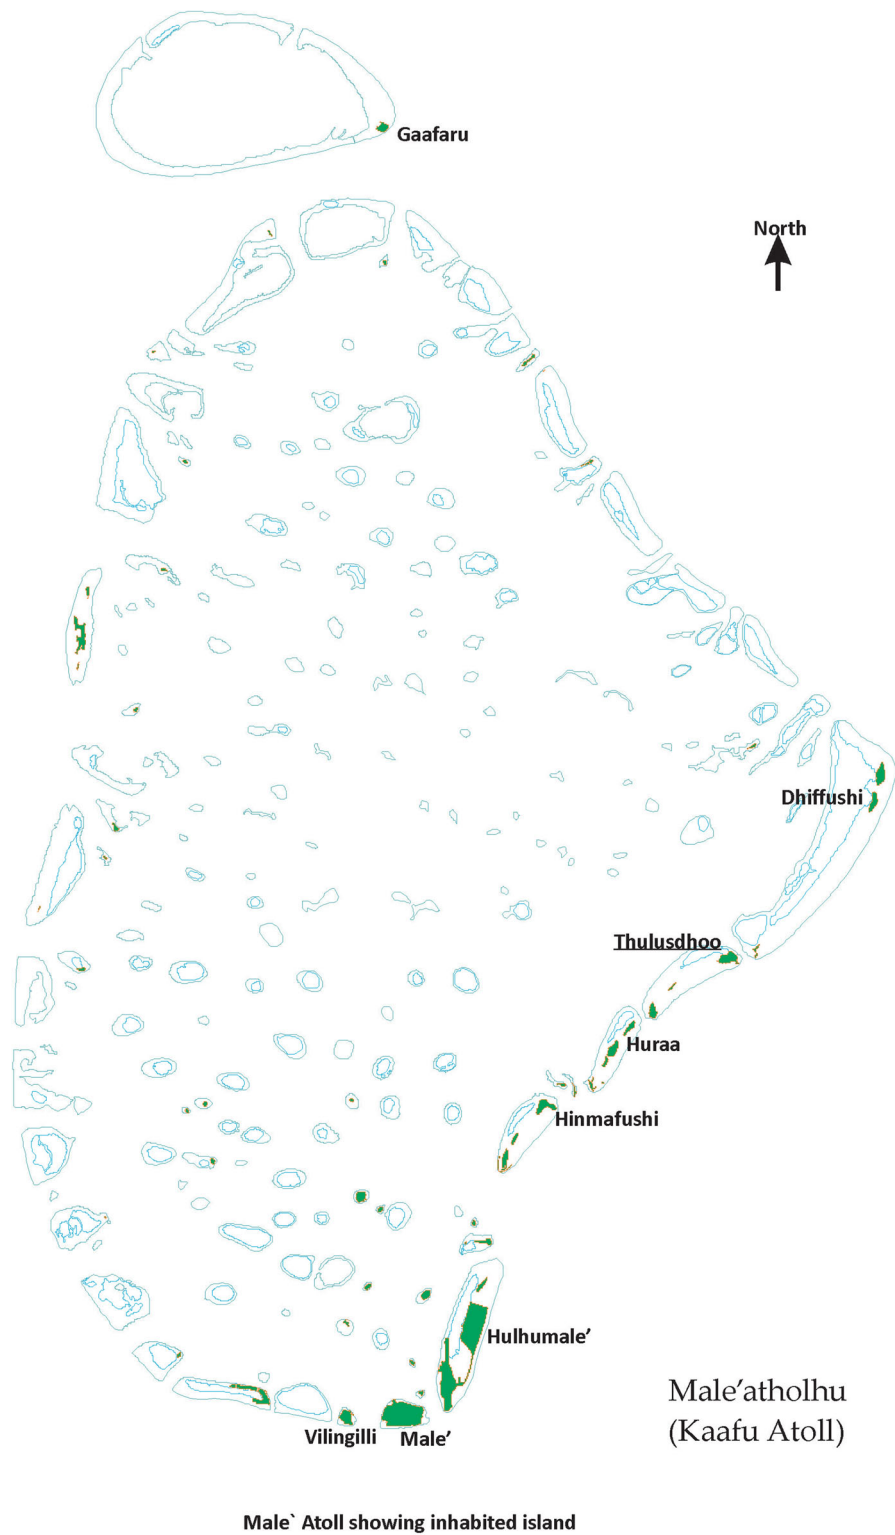 Gaafaru
North
Dhiffushi
Thulusdhoo
Huraa
Hinmafushi
Hulhumale’
Male’atholhu
(Kaafu Atoll)
Vilingilli
Male’
Male` Atoll showing inhabited island